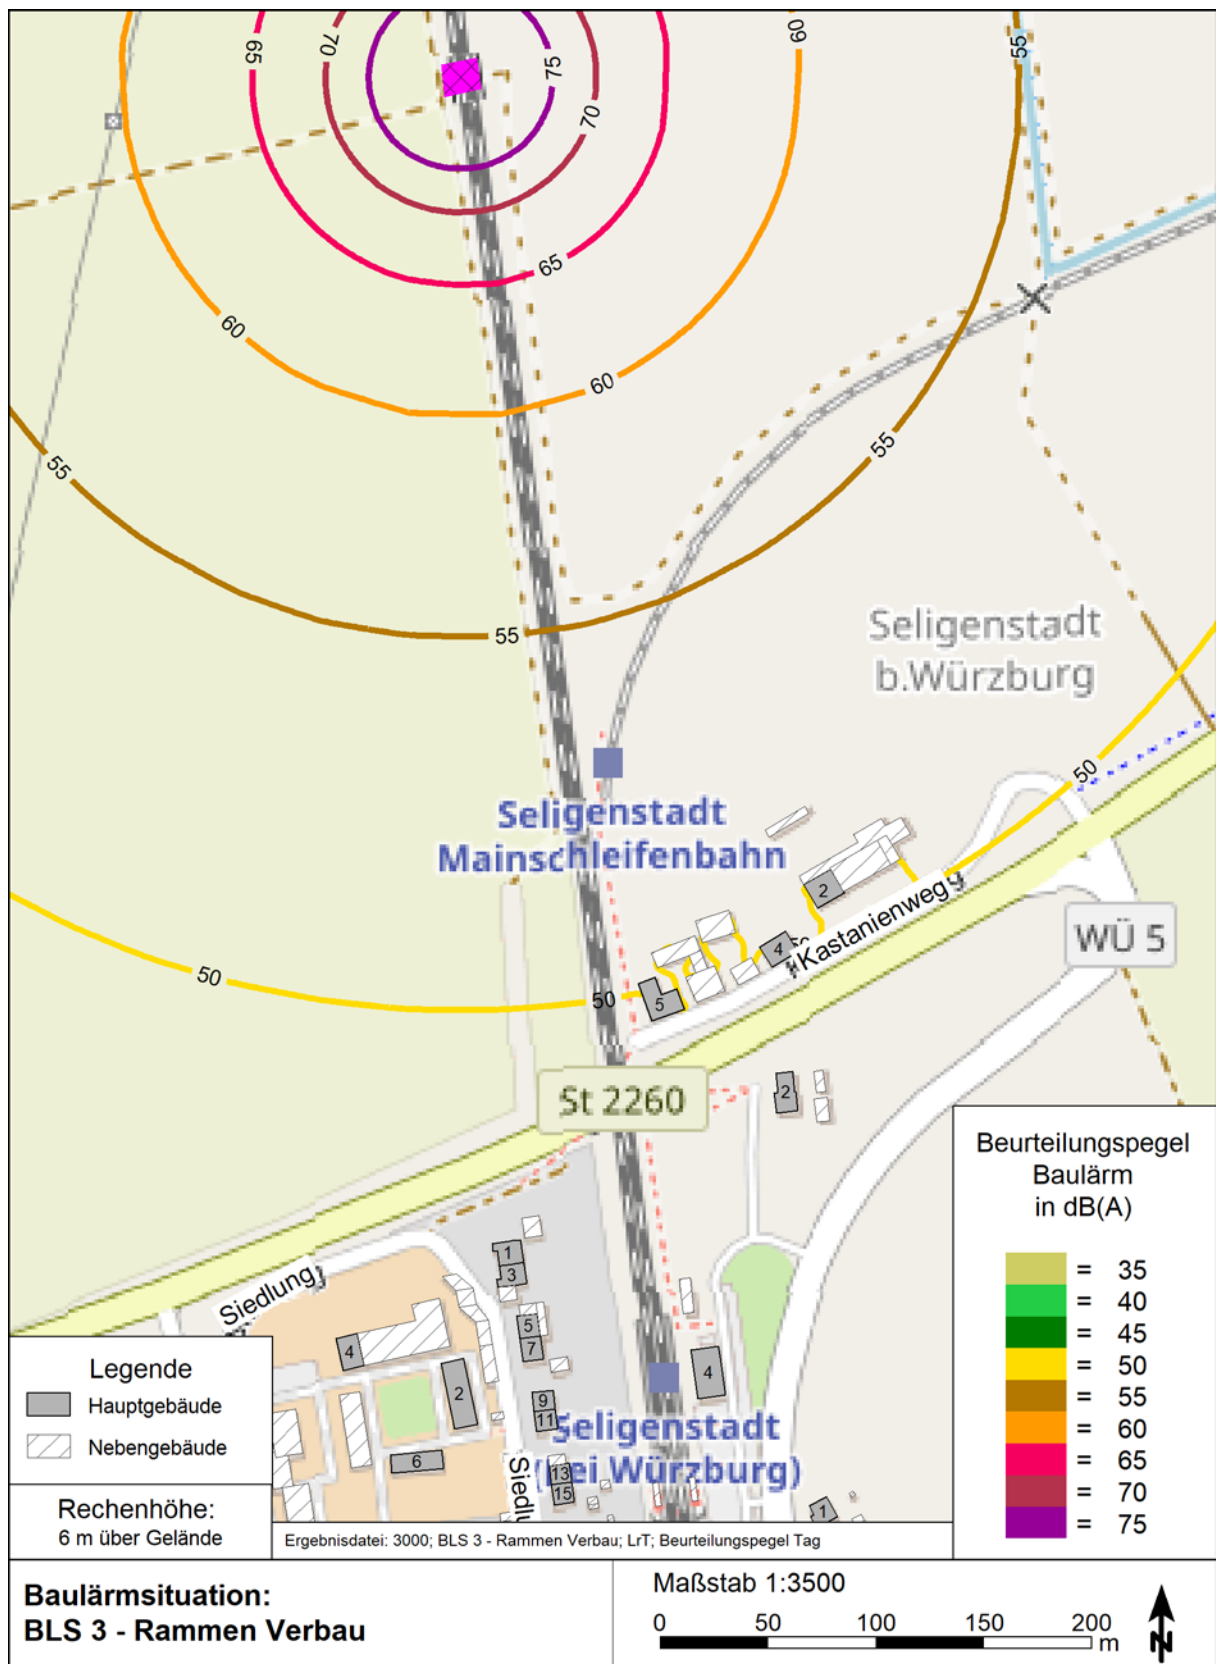 75
70
65
60
55
70
65
60
60
55
55
55
Seligenstadt
b.Würzburg
50
Seligenstadt
Mainschleifenbahn
2
Kastanienweg
4
WÜ 5
50
50
5
2
St 2260
Siedlung
1
3
5
7
4
2
4
9
11
Seligenstadt
(bei Würzburg)
6
13
15
Siedlu
1
Beurteilungspegel
Baulärm
in dB(A)
= 35
= 40
= 45
= 50
= 55
= 60
= 65
= 70
= 75
Legende
Hauptgebäude
Nebengebäude
Rechenhöhe:
6 m über Gelände
Ergebnisdatei: 3000; BLS 3 - Rammen Verbau; LrT; Beurteilungspegel Tag
Baulärmsituation:
BLS 3 - Rammen Verbau
Maßstab 1:3500
0 50 100 150 200
m
N